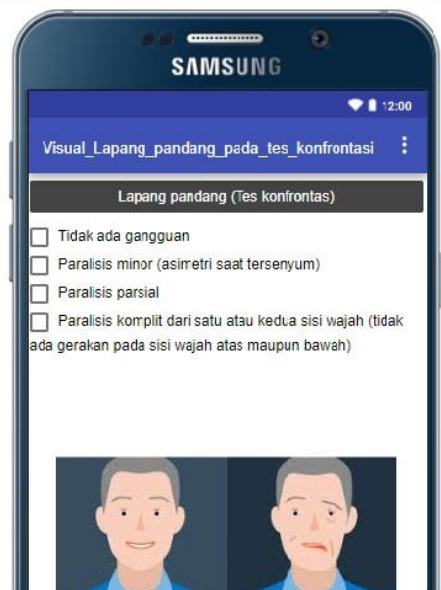 SAMSUNG
12:00
Visual_Lapang_pandang_pada_tes_konfrontasi
Lapang pandang (Tes konfrontas)
Tidak ada gangguan
Paralisis minor (asimetri saat tersenyum)
Paralisis parsial
Paralisis komplit dari satu atau kedua sisi wajah (tidak
ada gerakan pada sisi wajah atas maupun bawah)